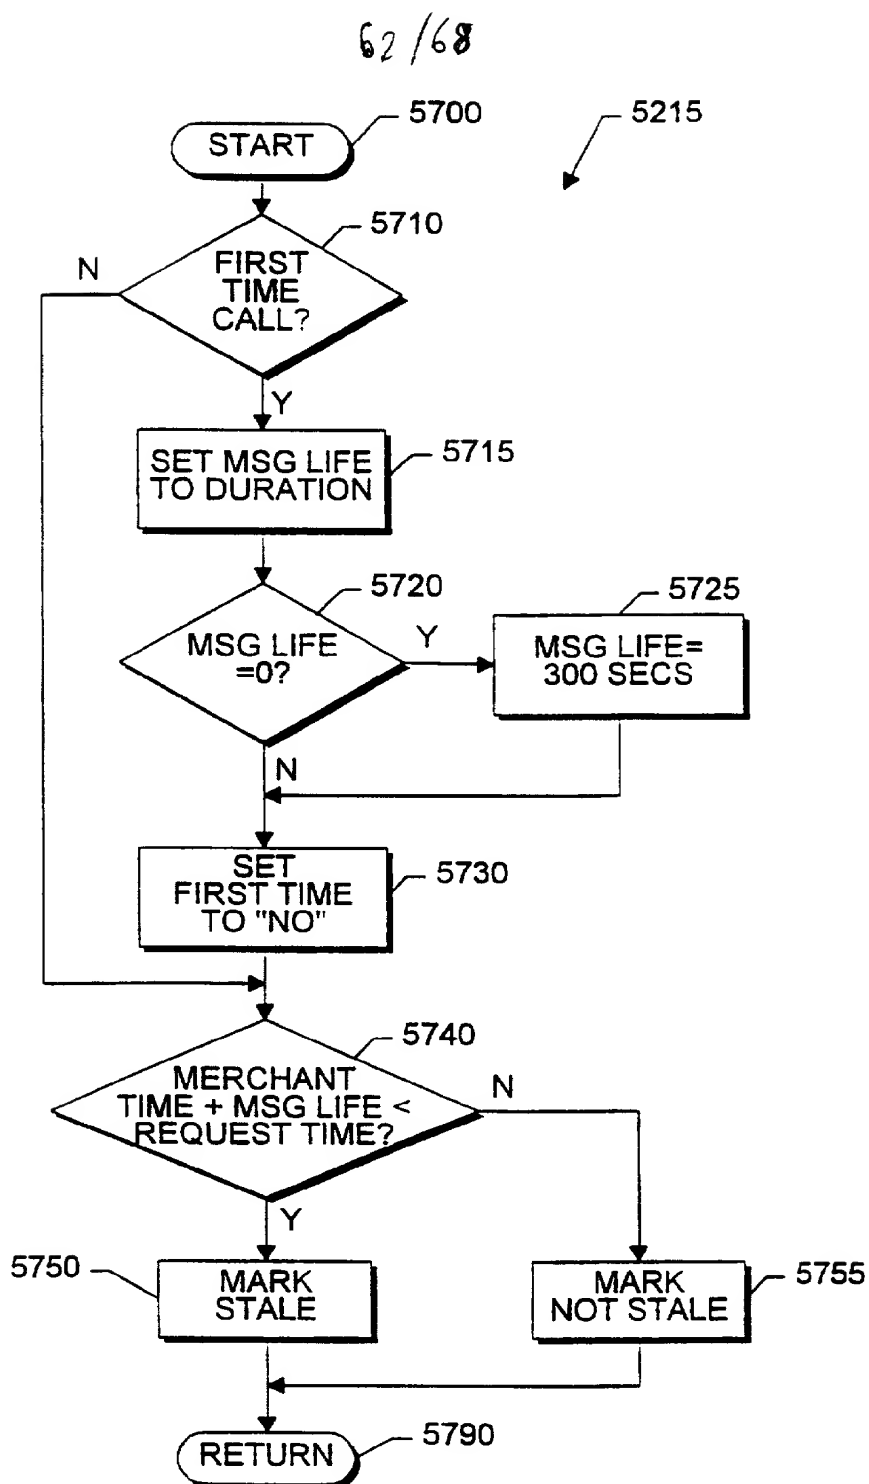 62/68
5700
5215
START
5710
N
FIRST
TIME
CALL?
Y
5715
SET MSG LIFE
TO DURATION
5720
5725
MSG LIFE
=0?
Y
MSG LIFE=
300 SECS
N
SET
FIRST TIME
TO "NO"
5730
5740
MERCHANT
TIME + MSG LIFE <
REQUEST TIME?
N
Y
5750
MARK
STALE
MARK
NOT STALE
5755
RETURN
5790